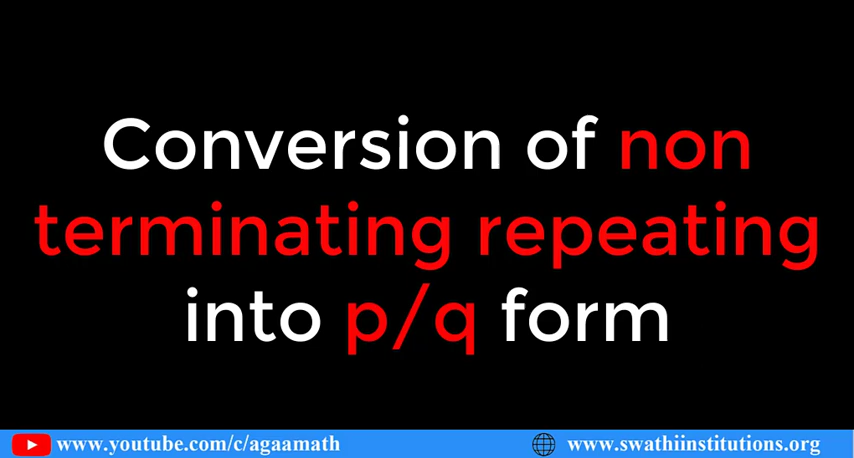 Conversion of non
terminating repeating
into p/q form
www.youtube.com/c/agaamath
www.swathiinstitutions.org